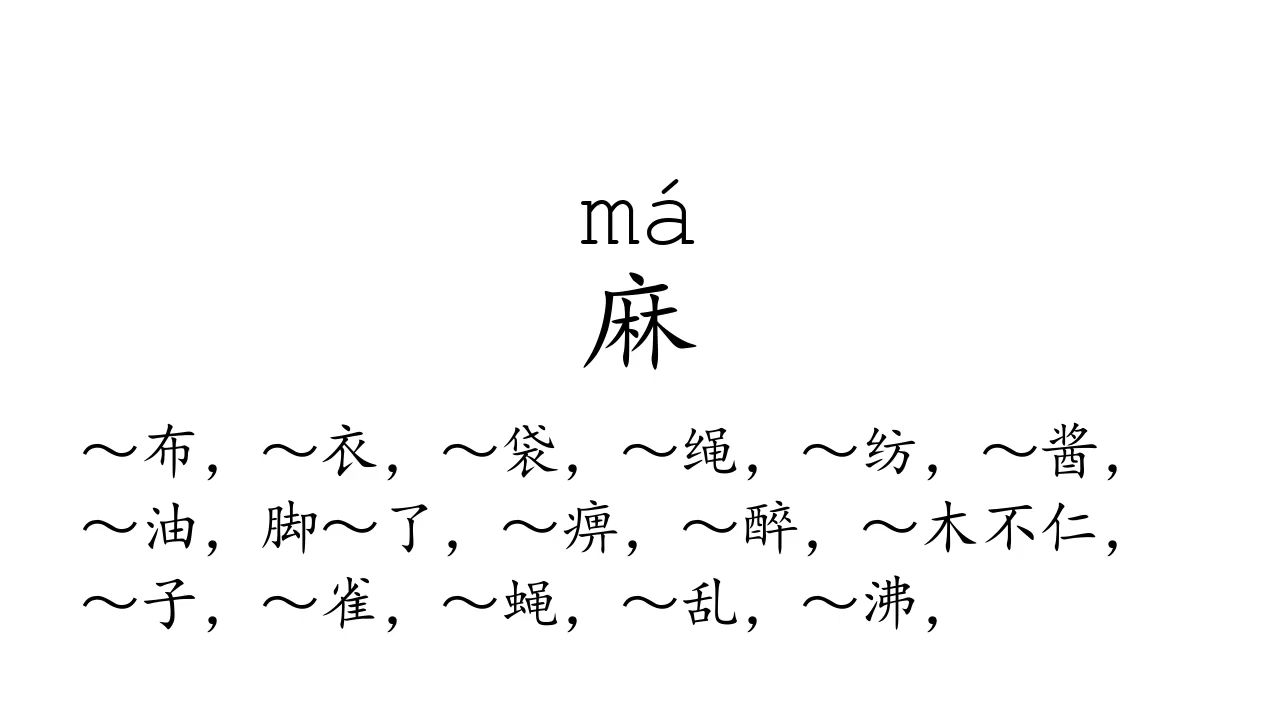 má
麻
～布，～衣，～袋，～绳，～纺，～酱，
～油，脚～了，～痹，～醉，～木不仁，
～子，～雀，～蝇，～乱，～沸，